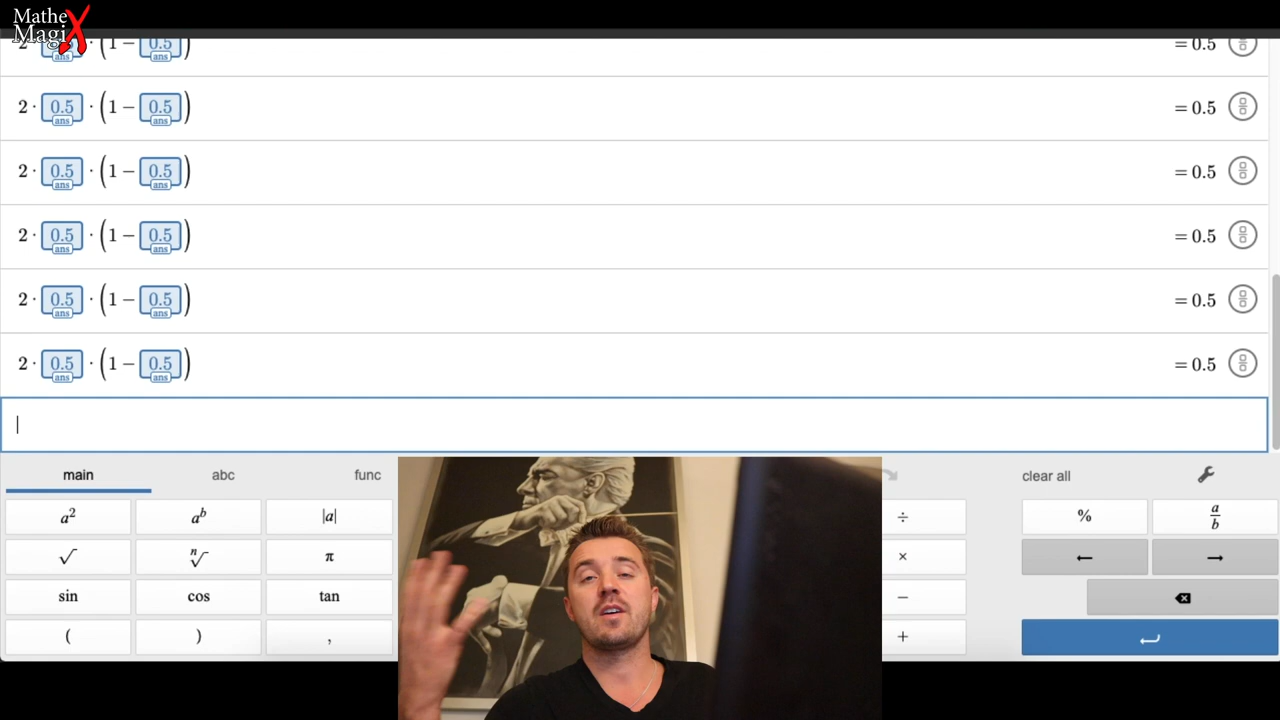 Mathe
MagiX
2 · 0.5 · (1 − 0.5) = 0.5
ans ans
2 · 0.5 · (1 − 0.5) = 0.5
ans ans
2 · 0.5 · (1 − 0.5) = 0.5
ans ans
2 · 0.5 · (1 − 0.5) = 0.5
ans ans
2 · 0.5 · (1 − 0.5) = 0.5
ans ans
2 · 0.5 · (1 − 0.5) = 0.5
ans ans
main abc func clear all
a² aᵇ |a| ÷ % a/b
√ ⁿ√ π × ← →
sin cos tan −
( ) , +